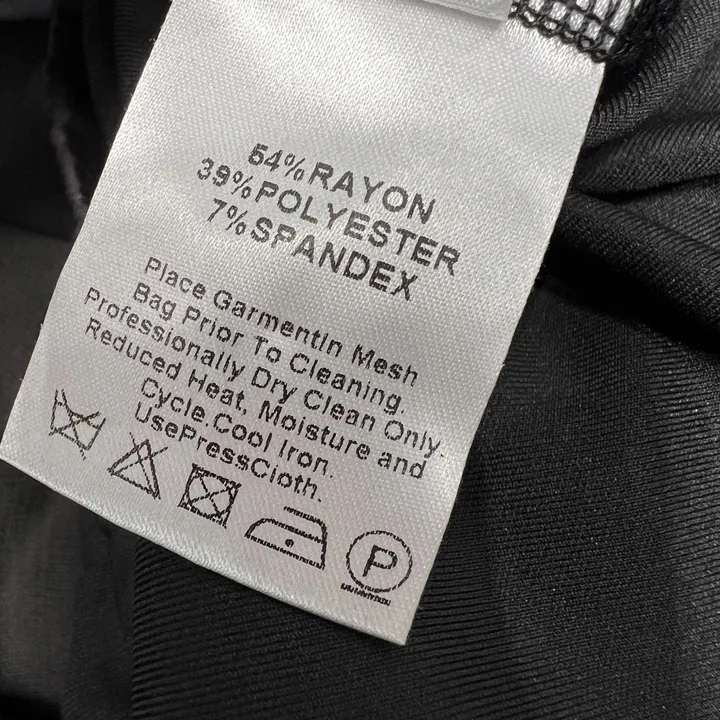 54%RAYON
39%POLYESTER
7%SPANDEX
Place GarmentIn Mesh
Bag Prior To Cleaning.
Professionally Dry Clean Only.
Reduced Heat, Moisture and
Cycle.Cool Iron.
UsePressCloth.
P